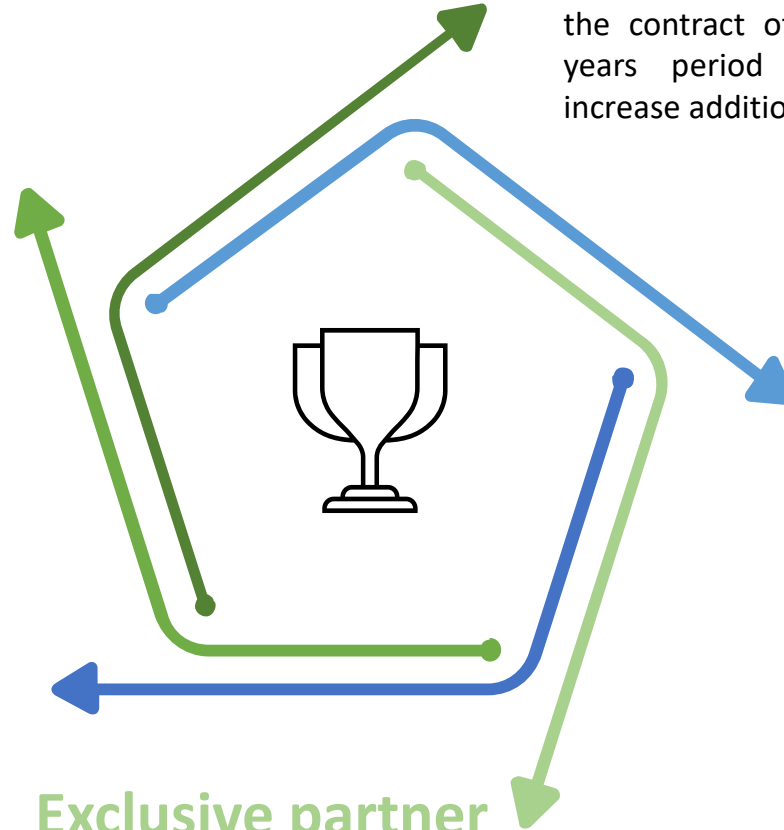 the contract of
years period
increase additio
Exclusive partner